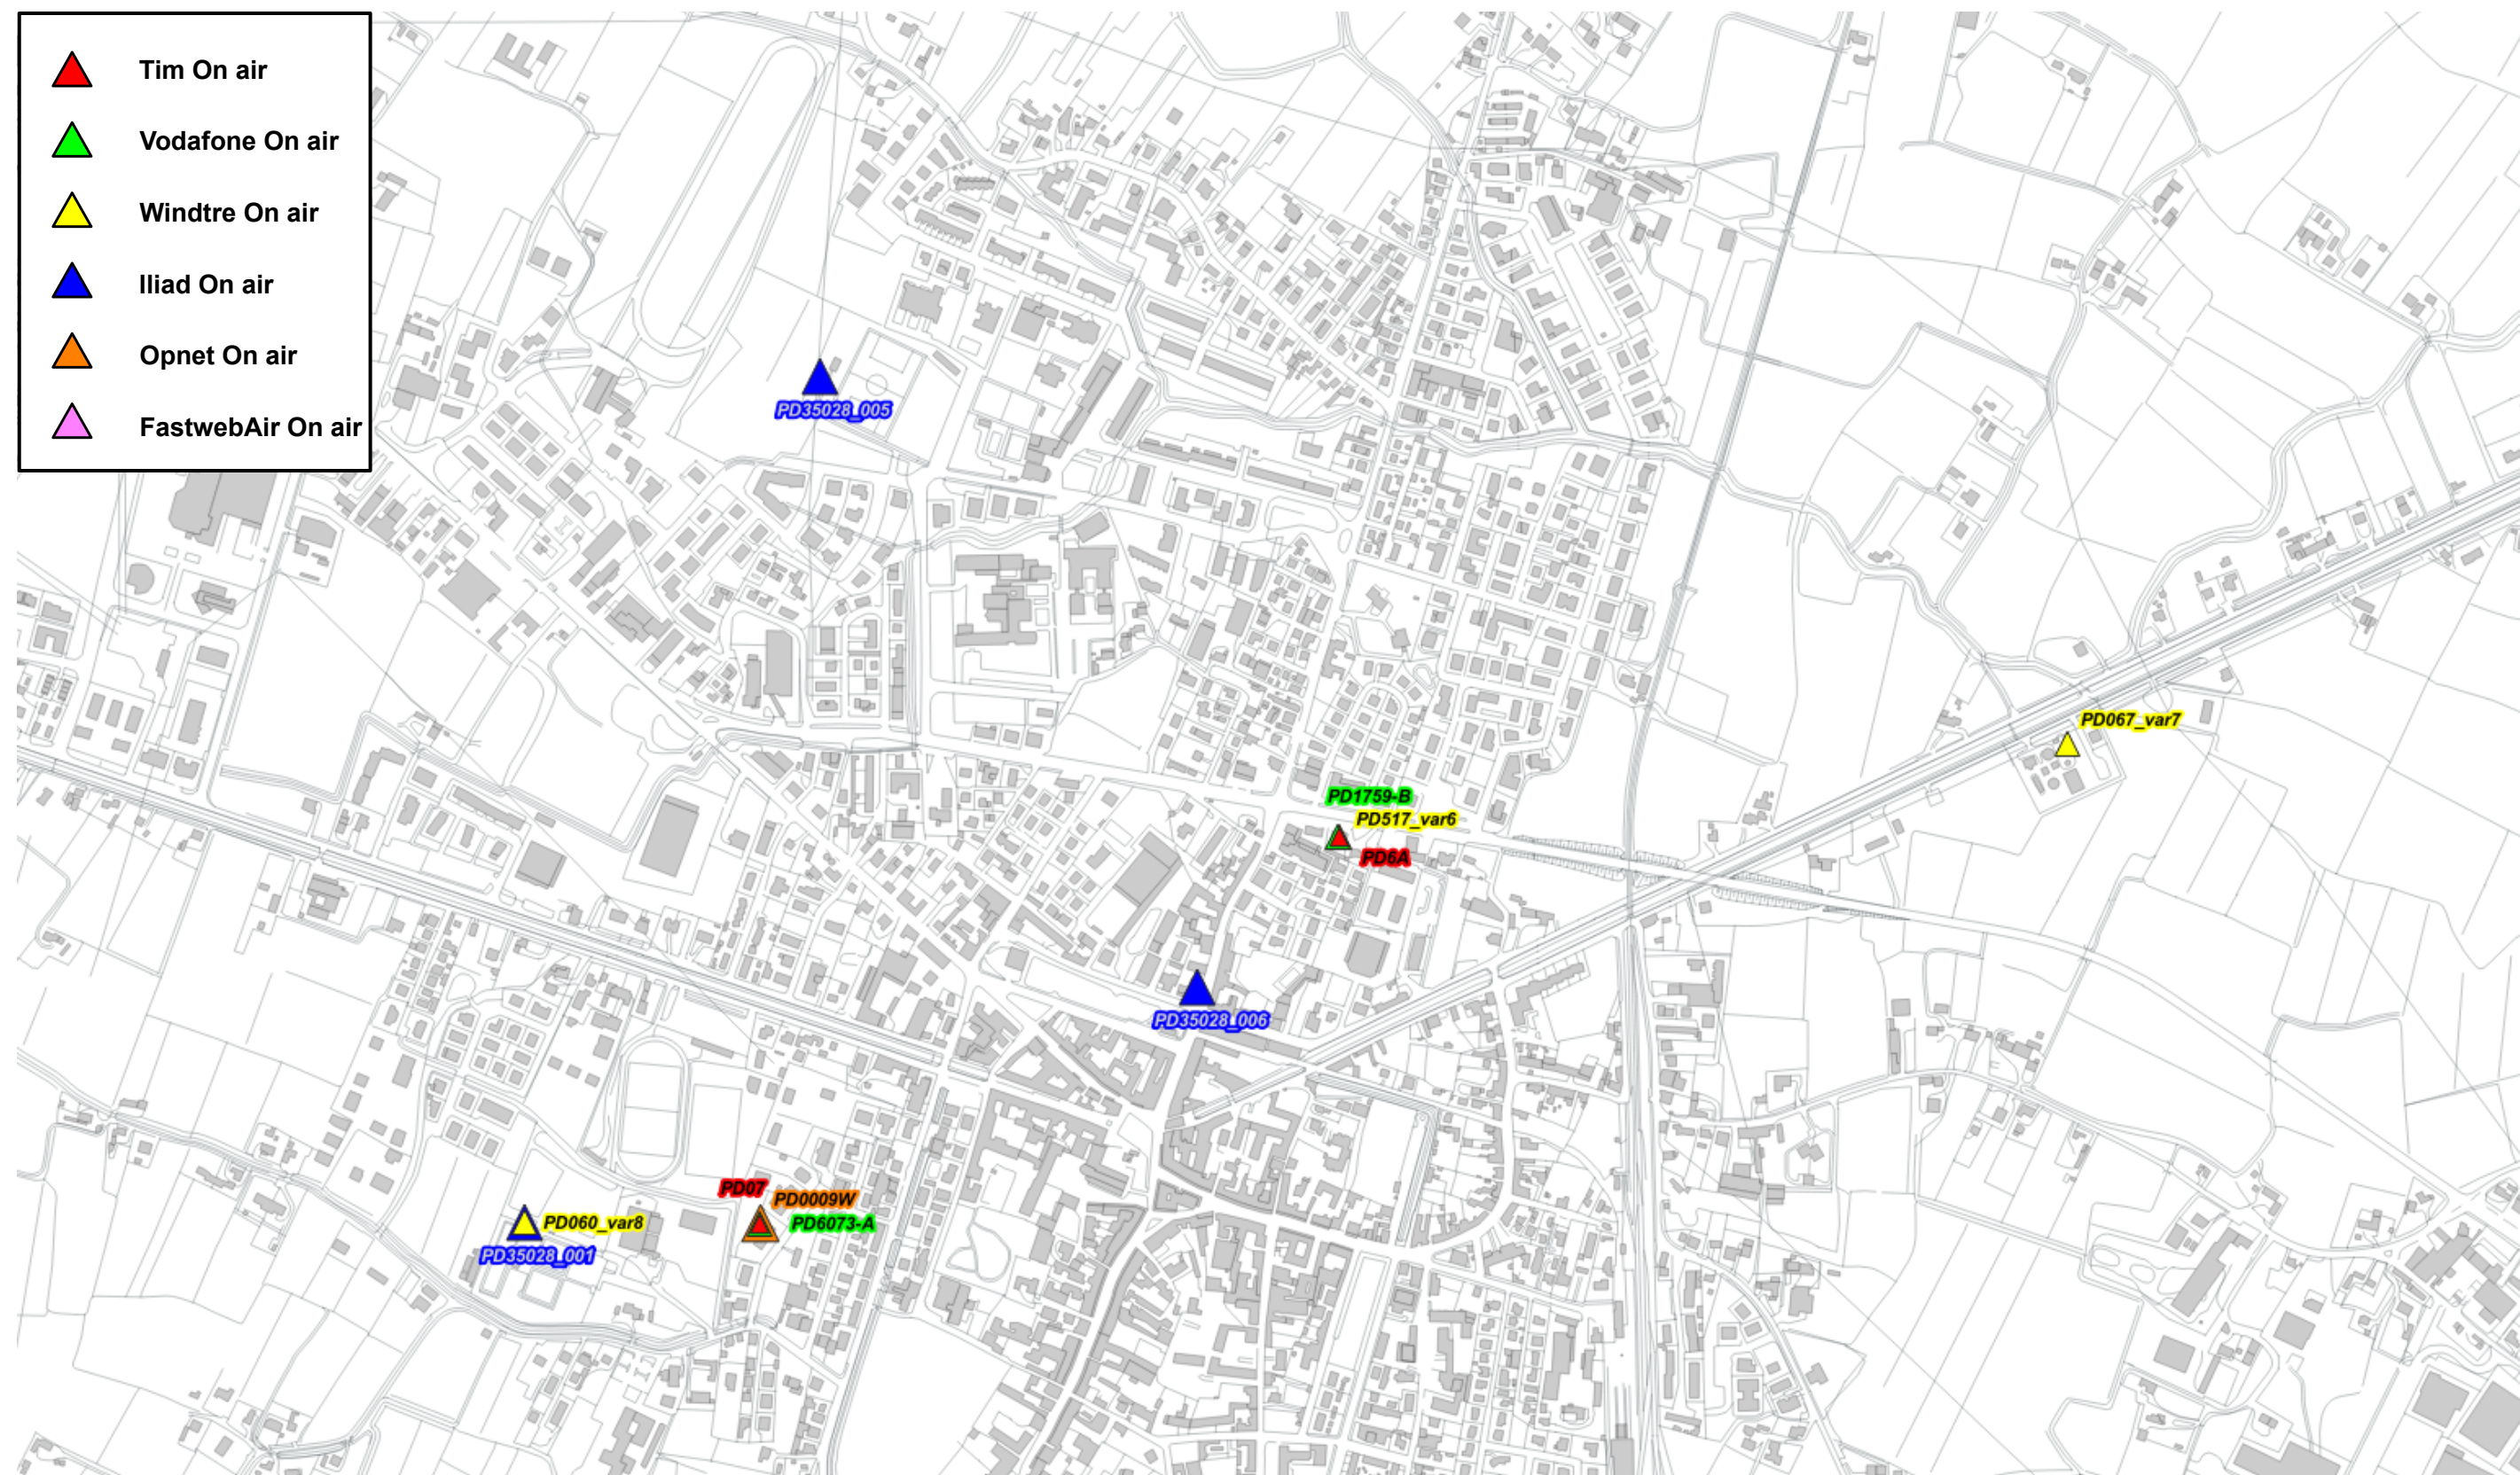 Tim On air
Vodafone On air
Windtre On air
Iliad On air
Opnet On air
FastwebAir On air
PD35028_005
PD067_var7
PD1759-B
PD517_var6
PD6A
PD35028_006
PD07
PD0009W
PD6073-A
PD060_var8
PD35028_001